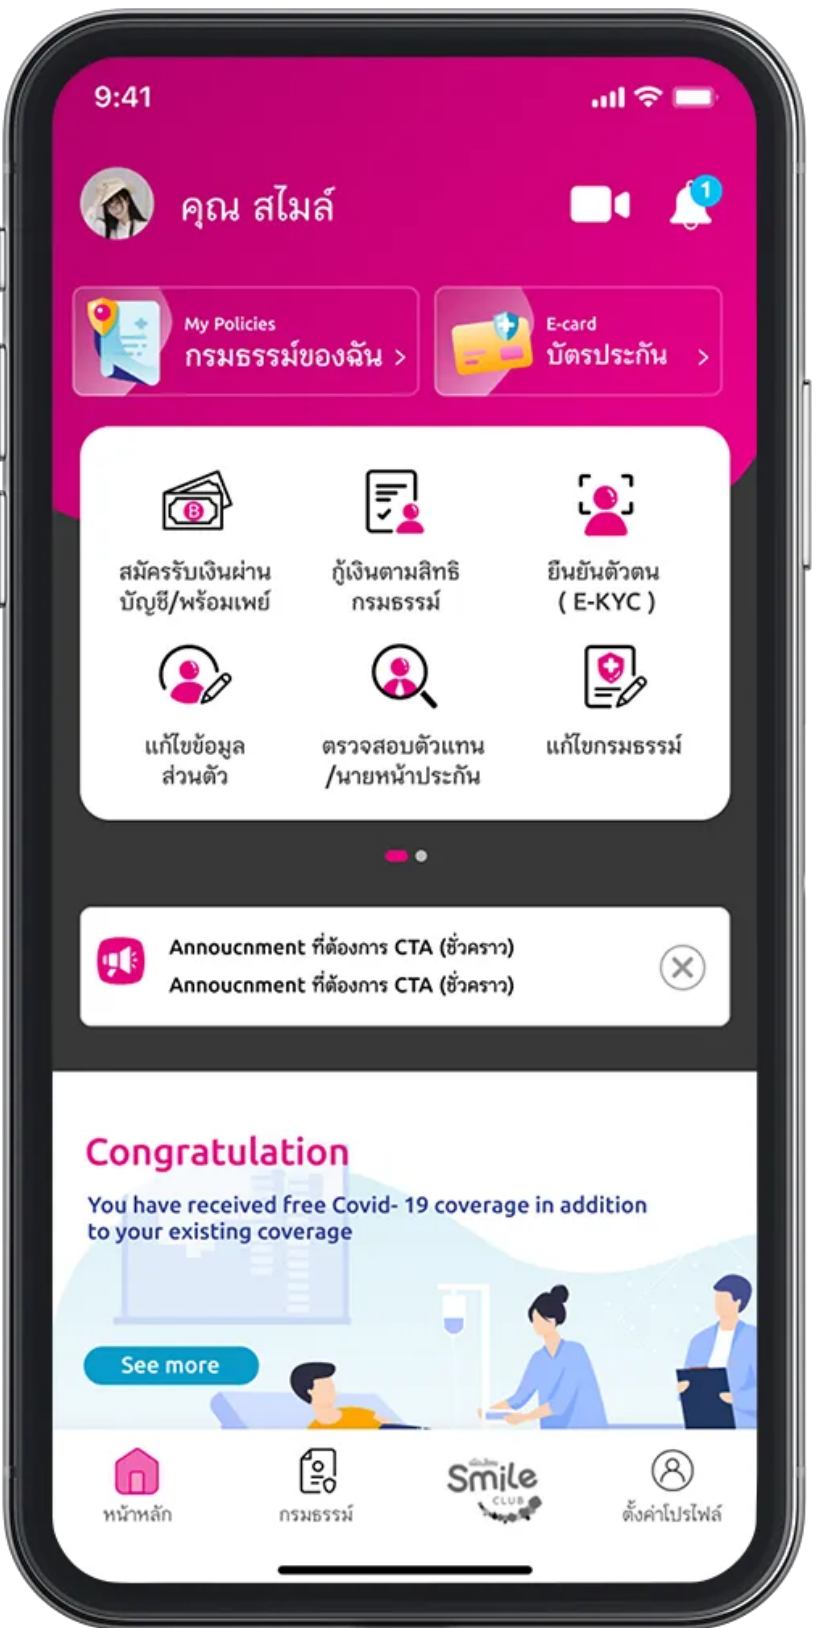 9:41
คุณ สไมล์
1
My Policies
กรมธรรม์ของฉัน >
E-card
บัตรประกัน >
สมัครรับเงินผ่าน
บัญชี/พร้อมเพย์
กู้เงินตามสิทธิ
กรมธรรม์
ยืนยันตัวตน
( E-KYC )
แก้ไขข้อมูล
ส่วนตัว
ตรวจสอบตัวแทน
/นายหน้าประกัน
แก้ไขกรมธรรม์
Annoucnment ที่ต้องการ CTA (ชั่วคราว)
Annoucnment ที่ต้องการ CTA (ชั่วคราว)
Congratulation
You have received free Covid- 19 coverage in addition
to your existing coverage
See more
หน้าหลัก
กรมธรรม์
เมืองไทย
Smile
CLUB
ตั้งค่าโปรไฟล์